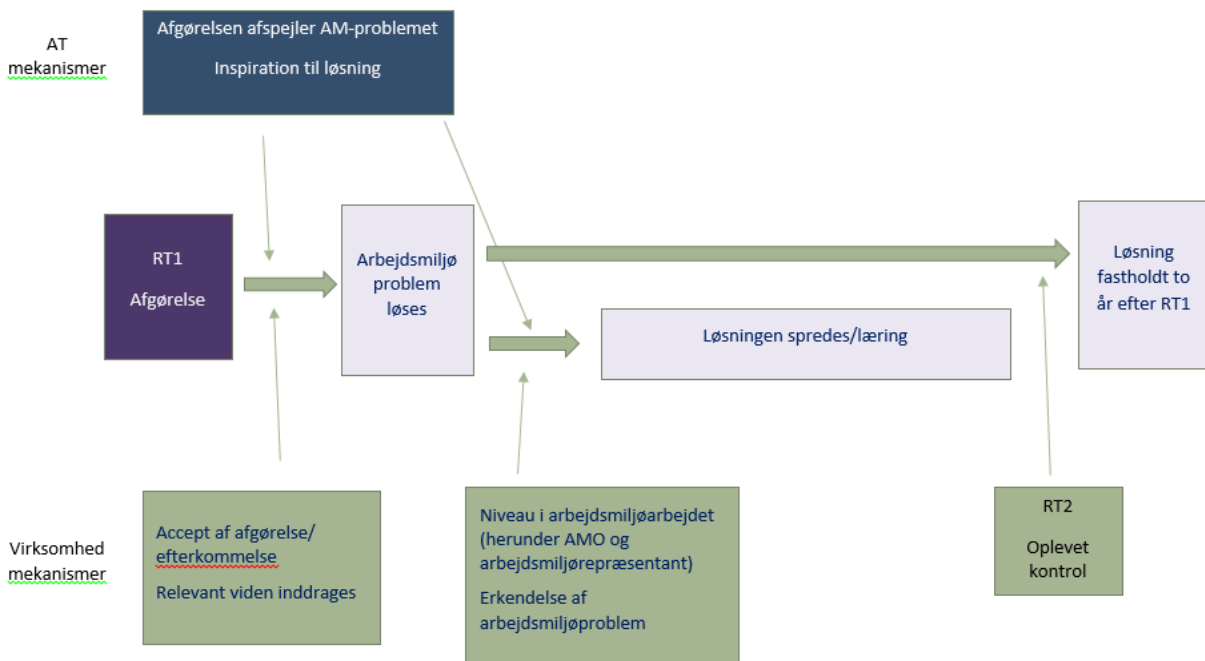 AT
mekanismer
Afgørelsen afspejler AM-problemet
Inspiration til løsning
RT1
Afgørelse
Arbejdsmiljø
problem
løses
Løsningen spredes/læring
Løsning
fastholdt to
år efter RT1
Virksomhed
mekanismer
Accept af afgørelse/
efterkommelse
Relevant viden inddrages
Niveau i arbejdsmiljøarbejdet
(herunder AMO og
arbejdsmiljørepræsentant)
Erkendelse af
arbejdsmiljøproblem
RT2
Oplevet
kontrol